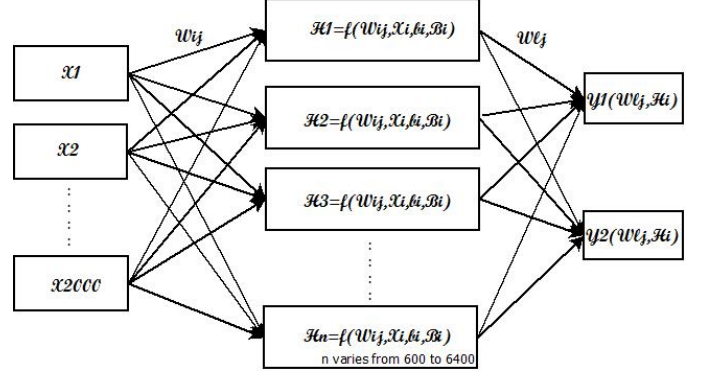 Wij
H1=f(Wij,Xi,bi,Bi)
Wlj
X1
Y1(Wlj,Hi)
H2=f(Wij,Xi,bi,Bi)
X2
H3=f(Wij,Xi,bi,Bi)
Y2(Wlj,Hi)
X2000
Hn=f(Wij,Xi,bi,Bi)
n varies from 600 to 6400